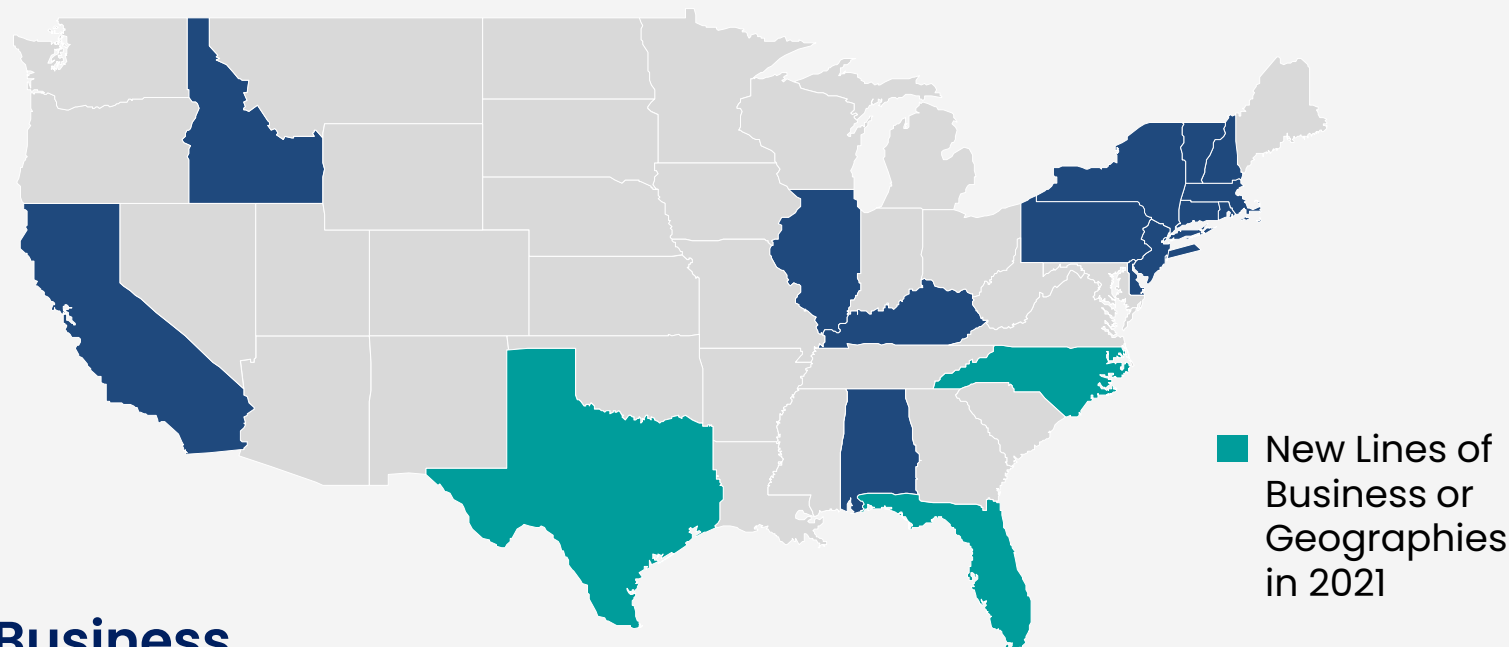 New Lines of
Business or
Geographies
in 2021
Business